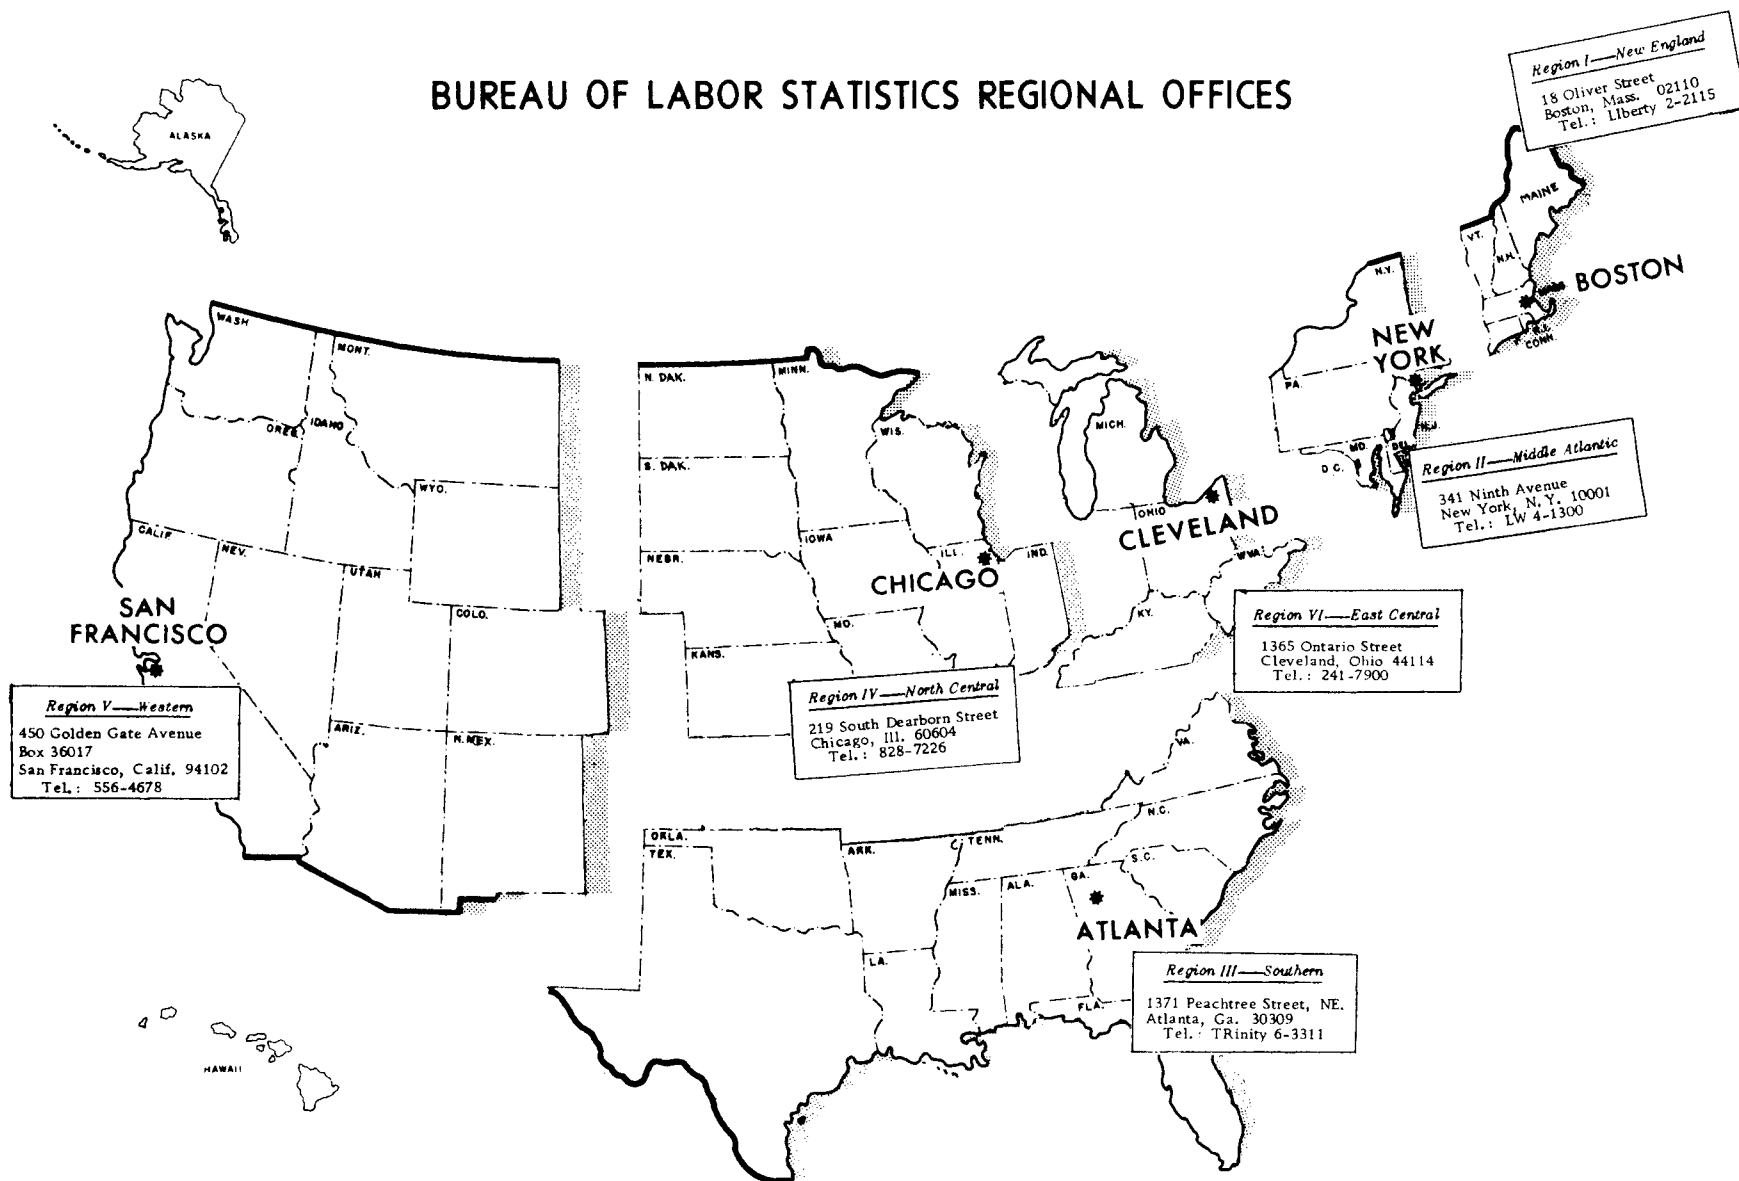 BUREAU OF LABOR STATISTICS REGIONAL OFFICES
Region I—New England
18 Oliver Street
Boston, Mass. 02110
Tel.: LIberty 2-2115
ALASKA
MAINE
VT.
N.H.
BOSTON
R.I.
CONN.
N.Y.
NEW
YORK
PA.
N.J.
MD.
DEL.
D.C.
Region II—Middle Atlantic
341 Ninth Avenue
New York, N.Y. 10001
Tel.: LW 4-1300
WASH
MONT.
OREG.
IDAHO
WYO.
CALIF.
NEV.
UTAH
COLO.
ARIZ.
N.MEX.
SAN
FRANCISCO
Region V—Western
450 Golden Gate Avenue
Box 36017
San Francisco, Calif. 94102
Tel.: 556-4678
N. DAK.
MINN.
S. DAK.
WIS.
IOWA
NEBR.
ILL.
IND.
MO.
KANS.
CHICAGO
Region IV—North Central
219 South Dearborn Street
Chicago, Ill. 60604
Tel.: 828-7226
MICH.
OHIO
CLEVELAND
W.VA.
KY.
Region VI—East Central
1365 Ontario Street
Cleveland, Ohio 44114
Tel.: 241-7900
VA.
N.C.
OKLA.
TEX.
ARK.
TENN.
S.C.
MISS.
ALA.
GA.
ATLANTA
LA.
FLA.
Region III—Southern
1371 Peachtree Street, NE.
Atlanta, Ga. 30309
Tel.: TRinity 6-3311
HAWAII